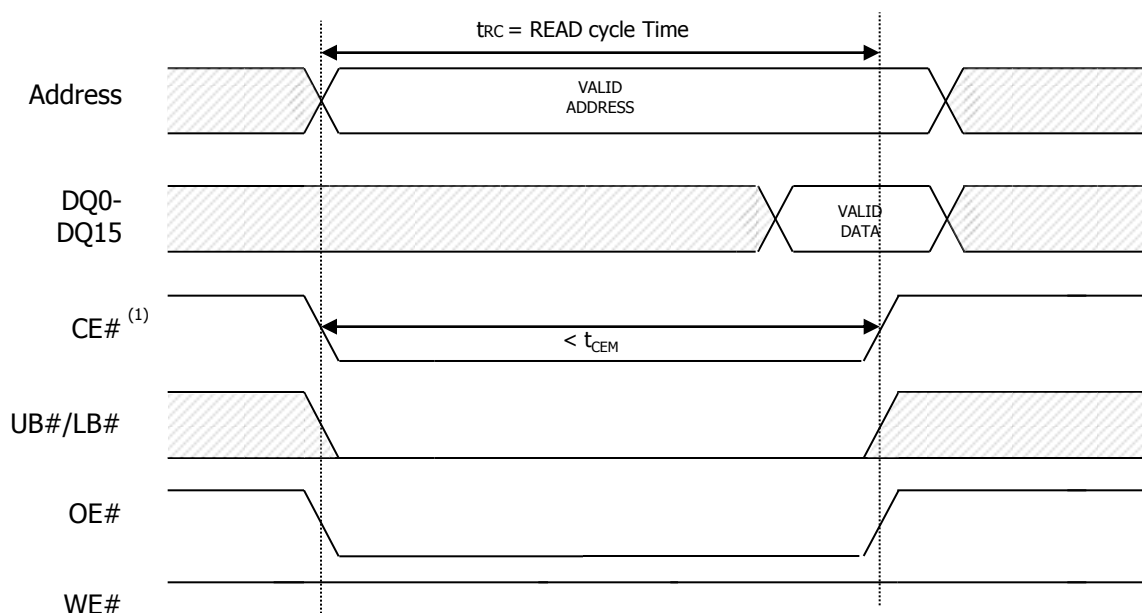 tRC = READ cycle Time
Address
VALID
ADDRESS
DQ0-
DQ15
VALID
DATA
CE# (1)
< tCEM
UB#/LB#
OE#
WE#